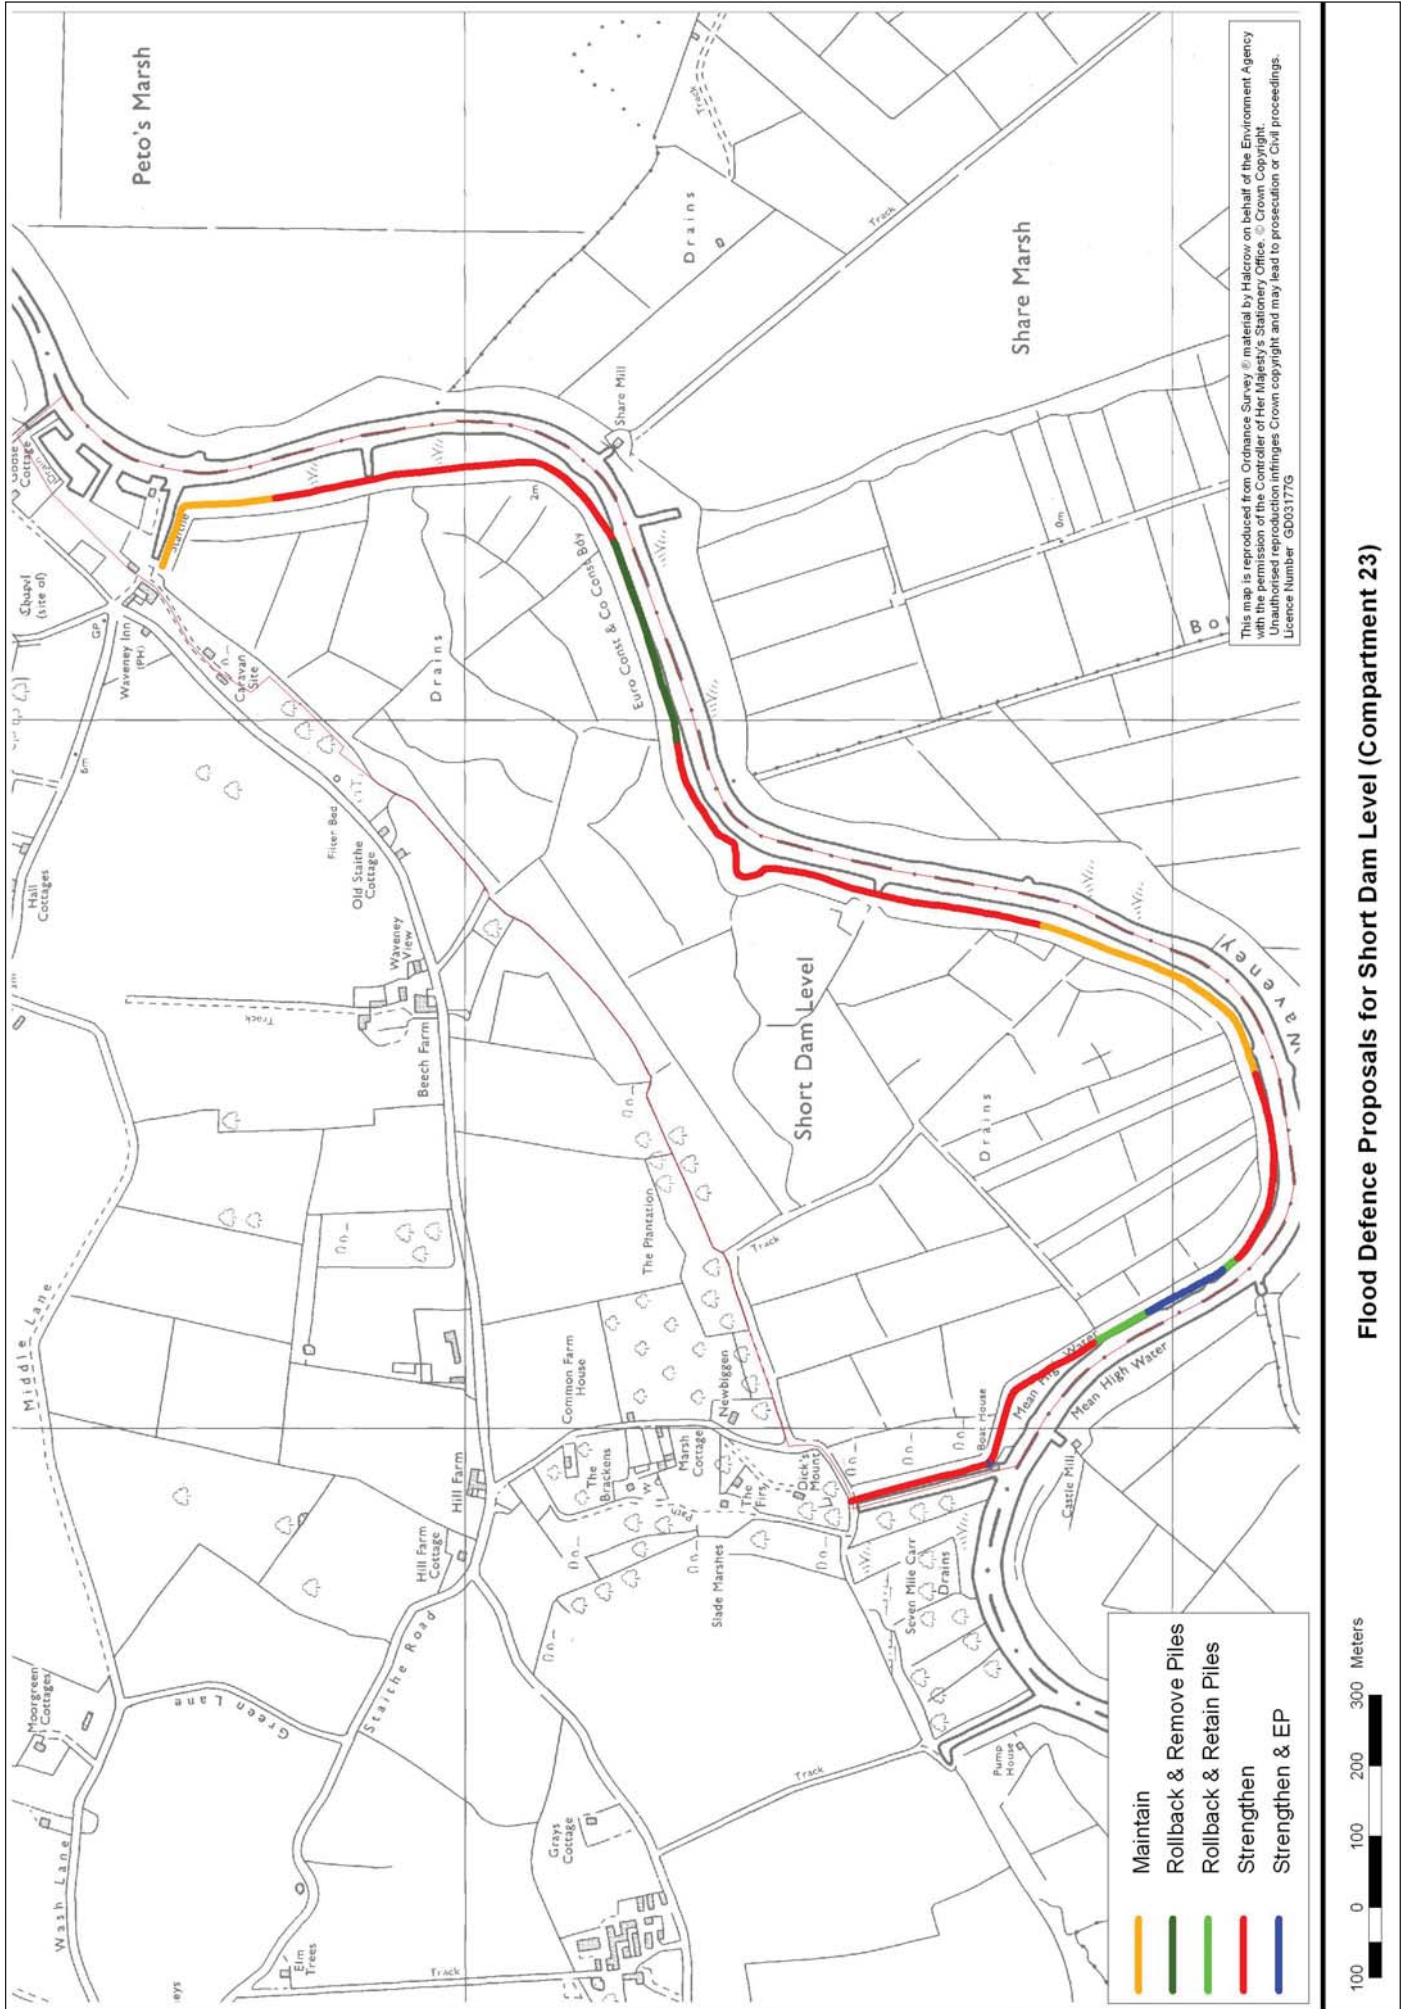 Peto's Marsh
Goose
Cottage
Drain
Staithe
Chapel
(site of)
GP
Waveney Inn
(PH)
Caravan
Site
6m
Hall
Cottages
Filter Bed
Old Staithe
Cottage
Waveney
View
Beech Farm
Track
Drains
Drains
Track
Track
Share Marsh
Share Mill
2m
Euro Const & Co Const Bdy
0m
Short Dam Level
Drains
Waveney
Middle Lane
The Plantation
Track
Common Farm
House
Newbiggen
The
Brackens
Marsh
Cottage
W
The
Firs
Dick's
Mount
Path
Boat House
Mean High Water
Mean High Water
Castle Mill
Hill Farm
Hill Farm
Cottage
Slade Marshes
Seven Mile Carr
Drains
Staithe Road
Green Lane
Moorgreen
Cottages
Wash Lane
Elm
Trees
Track
Grays
Cottage
Track
Pump
House
This map is reproduced from Ordnance Survey ® material by Halcrow on behalf of the Environment Agency
with the permission of the Controller of Her Majesty's Stationery Office. © Crown Copyright.
Unauthorised reproduction infringes Crown copyright and may lead to prosecution or Civil proceedings.
Licence Number GD03177G
Maintain
Rollback & Remove Piles
Rollback & Retain Piles
Strengthen
Strengthen & EP
100 0 100 200 300 Meters
Flood Defence Proposals for Short Dam Level (Compartment 23)